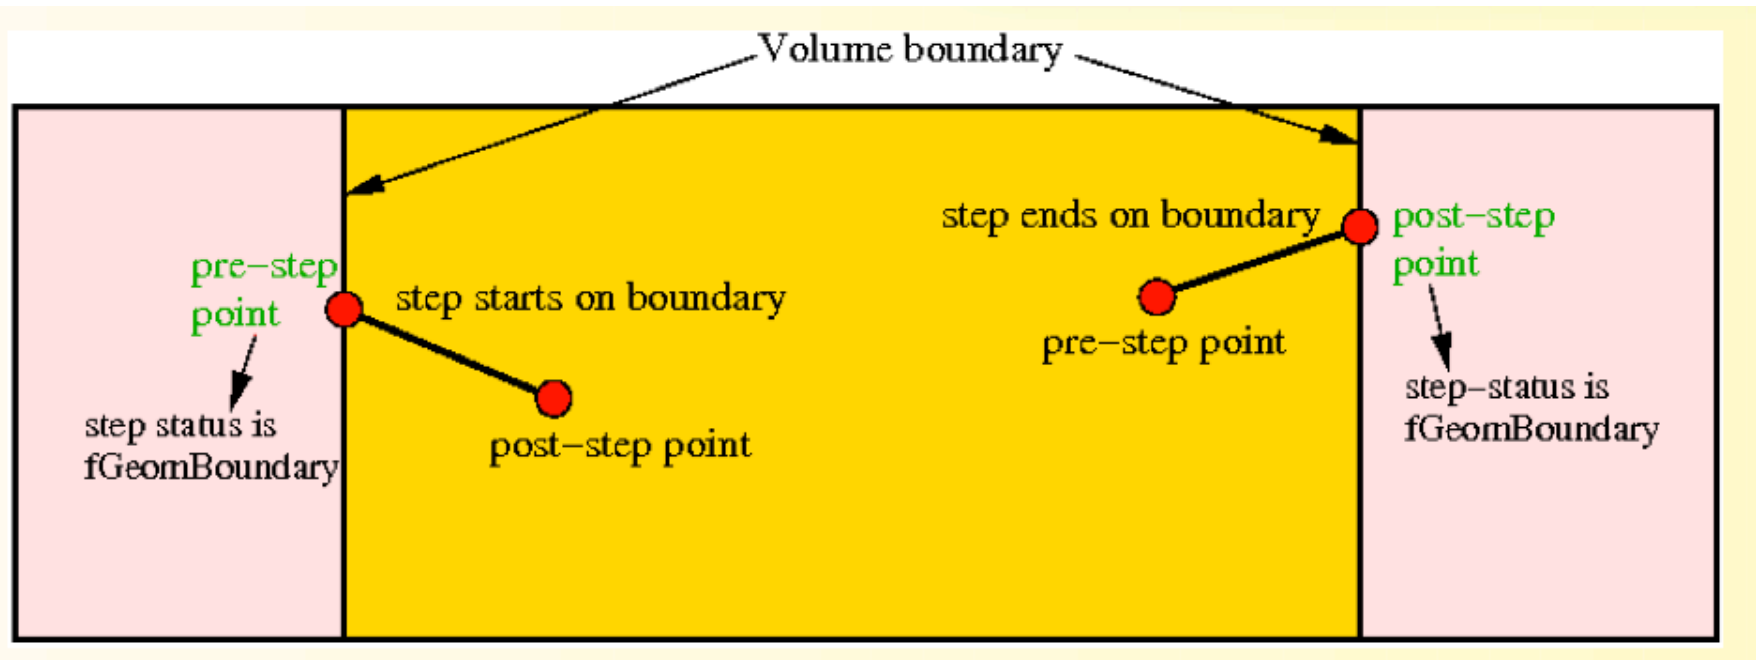 Volume boundary
step ends on boundary
post-step
point
pre-step
point
step starts on boundary
pre-step point
step-status is
fGeomBoundary
step status is
fGeomBoundary
post-step point